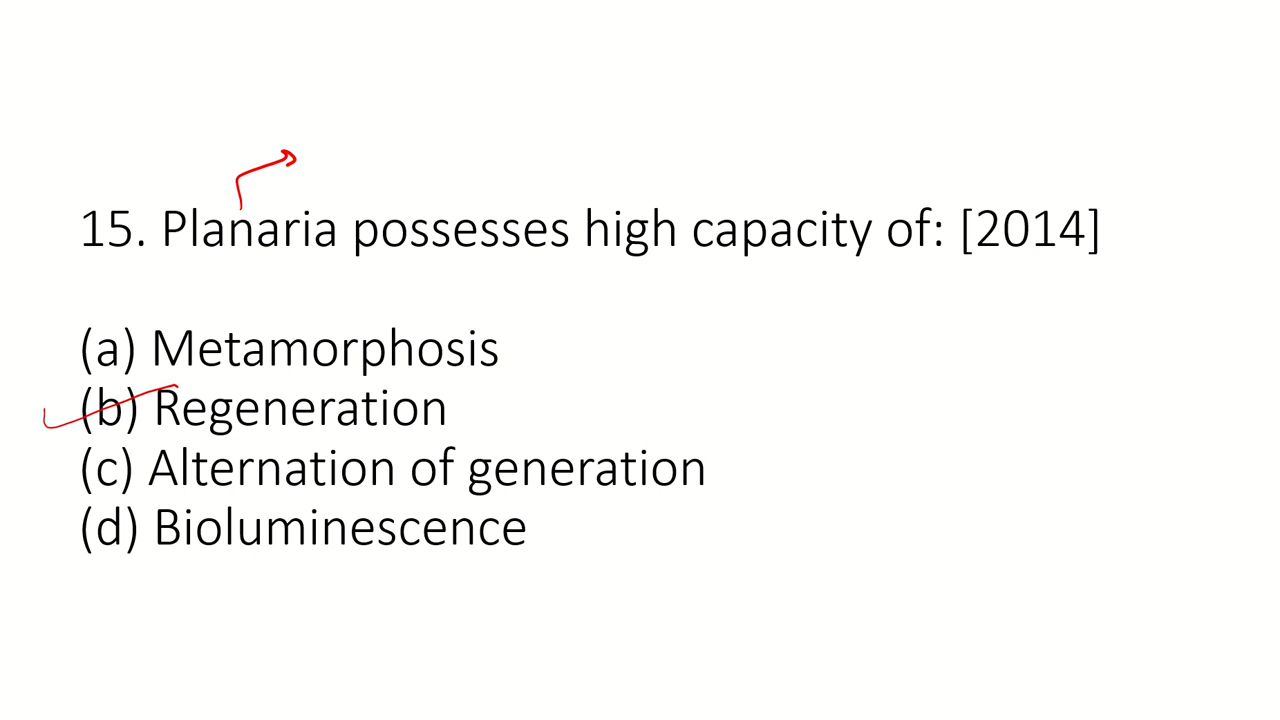 15. Planaria possesses high capacity of: [2014]
(a) Metamorphosis
(b) Regeneration
(c) Alternation of generation
(d) Bioluminescence